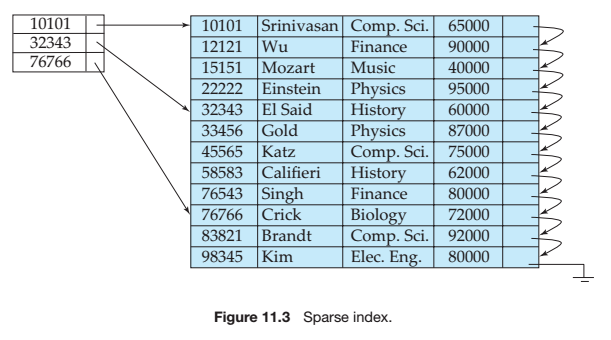 10101
32343
76766
10101 Srinivasan Comp. Sci. 65000
12121 Wu Finance 90000
15151 Mozart Music 40000
22222 Einstein Physics 95000
32343 El Said History 60000
33456 Gold Physics 87000
45565 Katz Comp. Sci. 75000
58583 Califieri History 62000
76543 Singh Finance 80000
76766 Crick Biology 72000
83821 Brandt Comp. Sci. 92000
98345 Kim Elec. Eng. 80000
Figure 11.3 Sparse index.